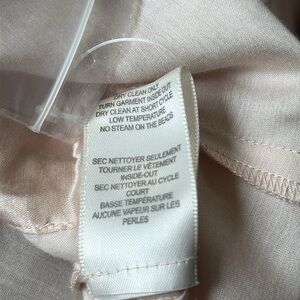 DRY CLEAN ONLY
TURN GARMENT INSIDE OUT
DRY CLEAN AT SHORT CYCLE
LOW TEMPERATURE
NO STEAM ON THE BEADS
SEC NETTOYER SEULEMENT
TOURNER LE VÊTEMENT
INSIDE-OUT
SEC NETTOYER AU CYCLE
COURT
BASSE TEMPÉRATURE
AUCUNE VAPEUR SUR LES
PERLES